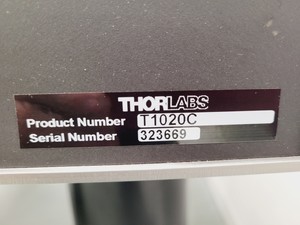 THORLABS
Product Number T1020C
Serial Number 323669